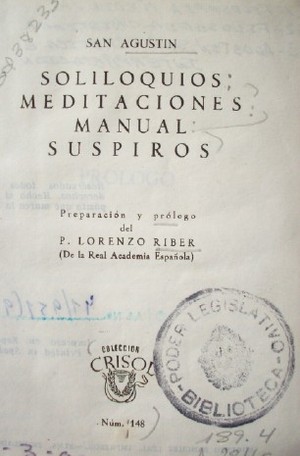 SAN AGUSTIN
SOLILOQUIOS;
MEDITACIONES;
MANUAL:
SUSPIROS
Preparación y prólogo
del
P. LORENZO RIBER
(De la Real Academia Española)
COLECCION
CRISOL
Núm. 148
PODER LEGISLATIVO
BIBLIOTECA
189.4